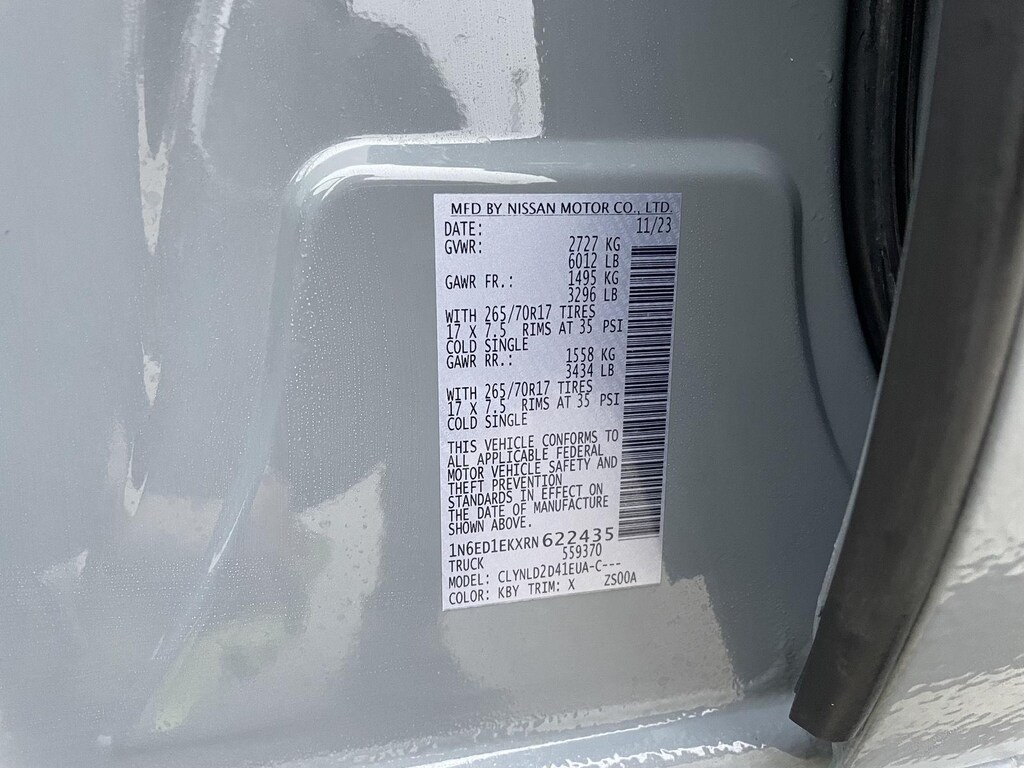 MFD BY NISSAN MOTOR CO., LTD.
DATE: 11/23
GVWR: 2727 KG
6012 LB
GAWR FR.: 1495 KG
3296 LB
WITH 265/70R17 TIRES
17 X 7.5 RIMS AT 35 PSI
COLD SINGLE
GAWR RR.: 1558 KG
3434 LB
WITH 265/70R17 TIRES
17 X 7.5 RIMS AT 35 PSI
COLD SINGLE
THIS VEHICLE CONFORMS TO
ALL APPLICABLE FEDERAL
MOTOR VEHICLE SAFETY AND
THEFT PREVENTION
STANDARDS IN EFFECT ON
THE DATE OF MANUFACTURE
SHOWN ABOVE.
1N6ED1EKXRN622435
TRUCK 559370
MODEL: CLYNLD2D41EUA-C---
COLOR: KBY TRIM: X ZS00A